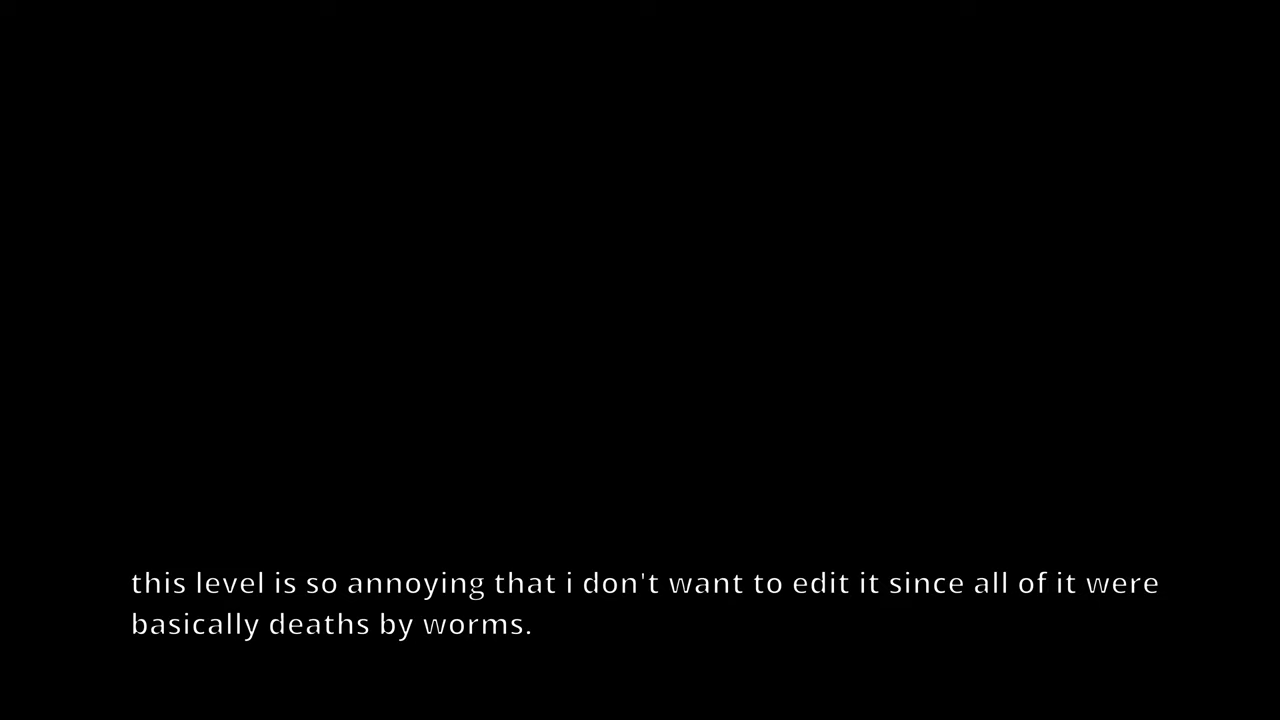 this level is so annoying that i don't want to edit it since all of it were
basically deaths by worms.